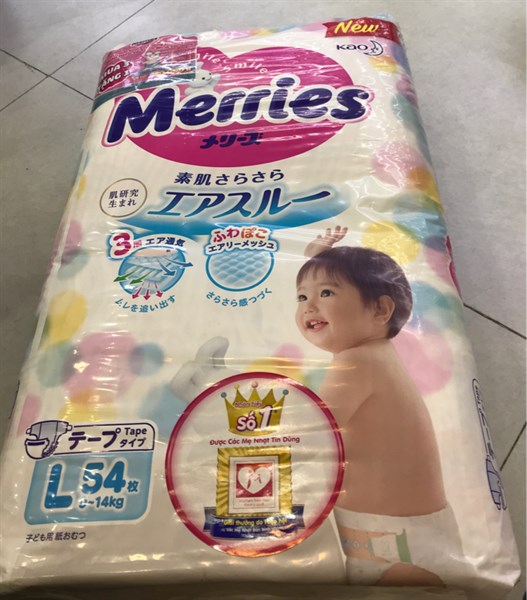 New
Kao
Smile Smile
Merries
メリーズ
素肌さらさら
肌研究
生まれ
エアスルー
エア通気
ムレを追い出す
ふわぽこ
エアリーメッシュ
さらさら感つづく
Số 1
Được Các Mẹ Nhật Tin Dùng
テープ
Tape
タイプ
L 54枚
14kg
子ども用 紙おむつ